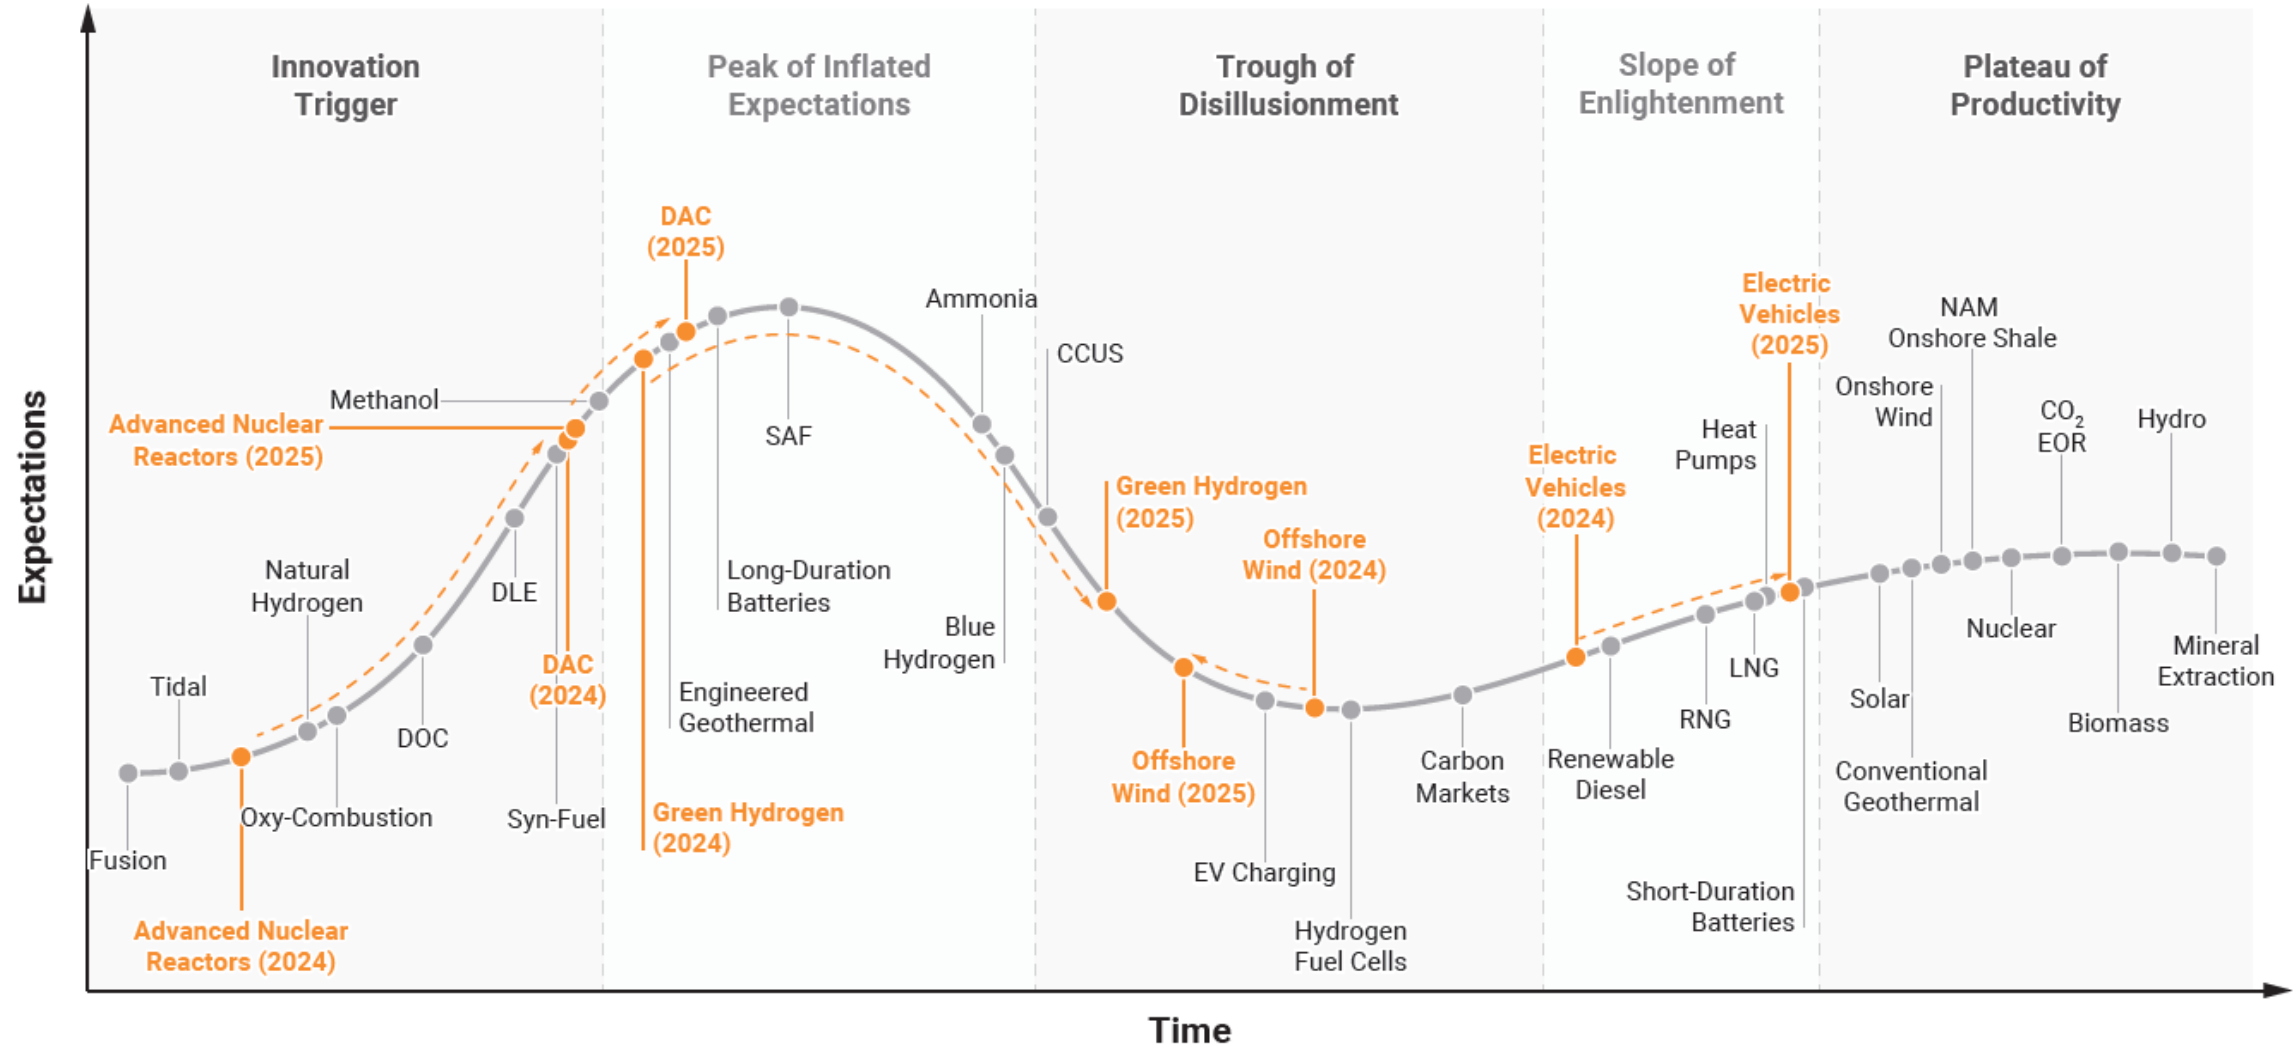 Innovation
Trigger
Peak of Inflated
Expectations
Trough of
Disillusionment
Slope of
Enlightenment
Plateau of
Productivity
Expectations
Fusion
Tidal
Advanced Nuclear
Reactors (2024)
Natural
Hydrogen
Oxy-Combustion
DOC
DLE
Syn-Fuel
DAC
(2024)
Advanced Nuclear
Reactors (2025)
Methanol
Green Hydrogen
(2024)
Engineered
Geothermal
DAC
(2025)
Long-Duration
Batteries
SAF
Ammonia
Blue
Hydrogen
CCUS
Green Hydrogen
(2025)
Offshore
Wind (2025)
EV Charging
Offshore
Wind (2024)
Hydrogen
Fuel Cells
Carbon
Markets
Electric
Vehicles
(2024)
Renewable
Diesel
RNG
LNG
Heat
Pumps
Electric
Vehicles
(2025)
Short-Duration
Batteries
Solar
Conventional
Geothermal
Onshore
Wind
NAM
Onshore Shale
Nuclear
CO₂
EOR
Biomass
Hydro
Mineral
Extraction
Time